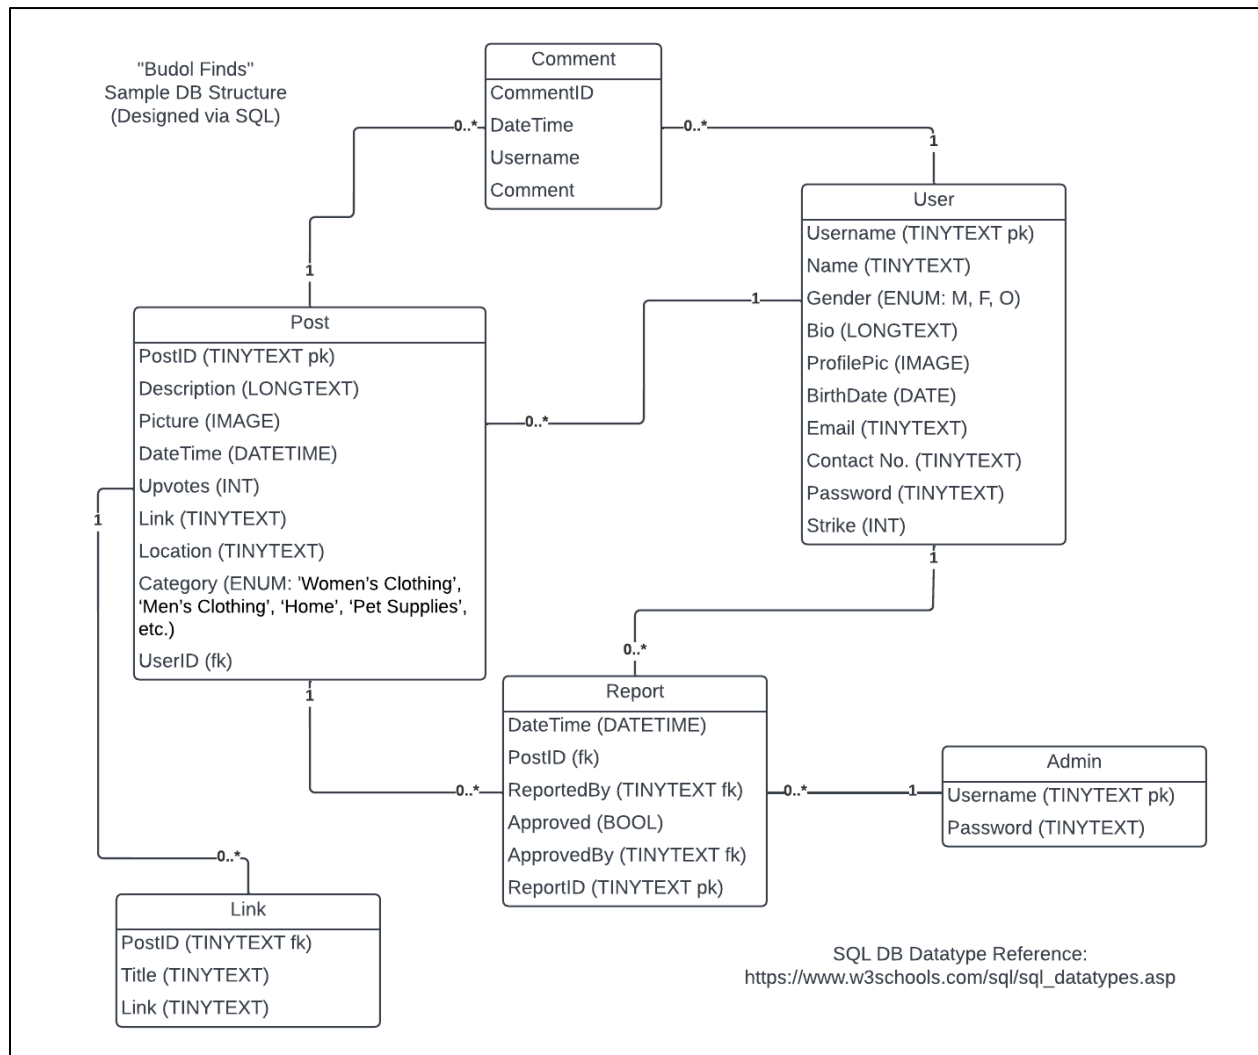 "Budol Finds"
Sample DB Structure
(Designed via SQL)
Comment
CommentID
DateTime
Username
Comment
0..*
0..*
1
1
User
Username (TINYTEXT pk)
Name (TINYTEXT)
Gender (ENUM: M, F, O)
Bio (LONGTEXT)
ProfilePic (IMAGE)
BirthDate (DATE)
Email (TINYTEXT)
Contact No. (TINYTEXT)
Password (TINYTEXT)
Strike (INT)
1
0..*
Post
PostID (TINYTEXT pk)
Description (LONGTEXT)
Picture (IMAGE)
DateTime (DATETIME)
Upvotes (INT)
Link (TINYTEXT)
Location (TINYTEXT)
Category (ENUM: 'Women’s Clothing’,
‘Men’s Clothing’, ‘Home’, ‘Pet Supplies’,
etc.)
UserID (fk)
1
1
0..*
1
0..*
Report
DateTime (DATETIME)
PostID (fk)
ReportedBy (TINYTEXT fk)
Approved (BOOL)
ApprovedBy (TINYTEXT fk)
ReportID (TINYTEXT pk)
0..*
1
Admin
Username (TINYTEXT pk)
Password (TINYTEXT)
0..*
Link
PostID (TINYTEXT fk)
Title (TINYTEXT)
Link (TINYTEXT)
SQL DB Datatype Reference:
https://www.w3schools.com/sql/sql_datatypes.asp